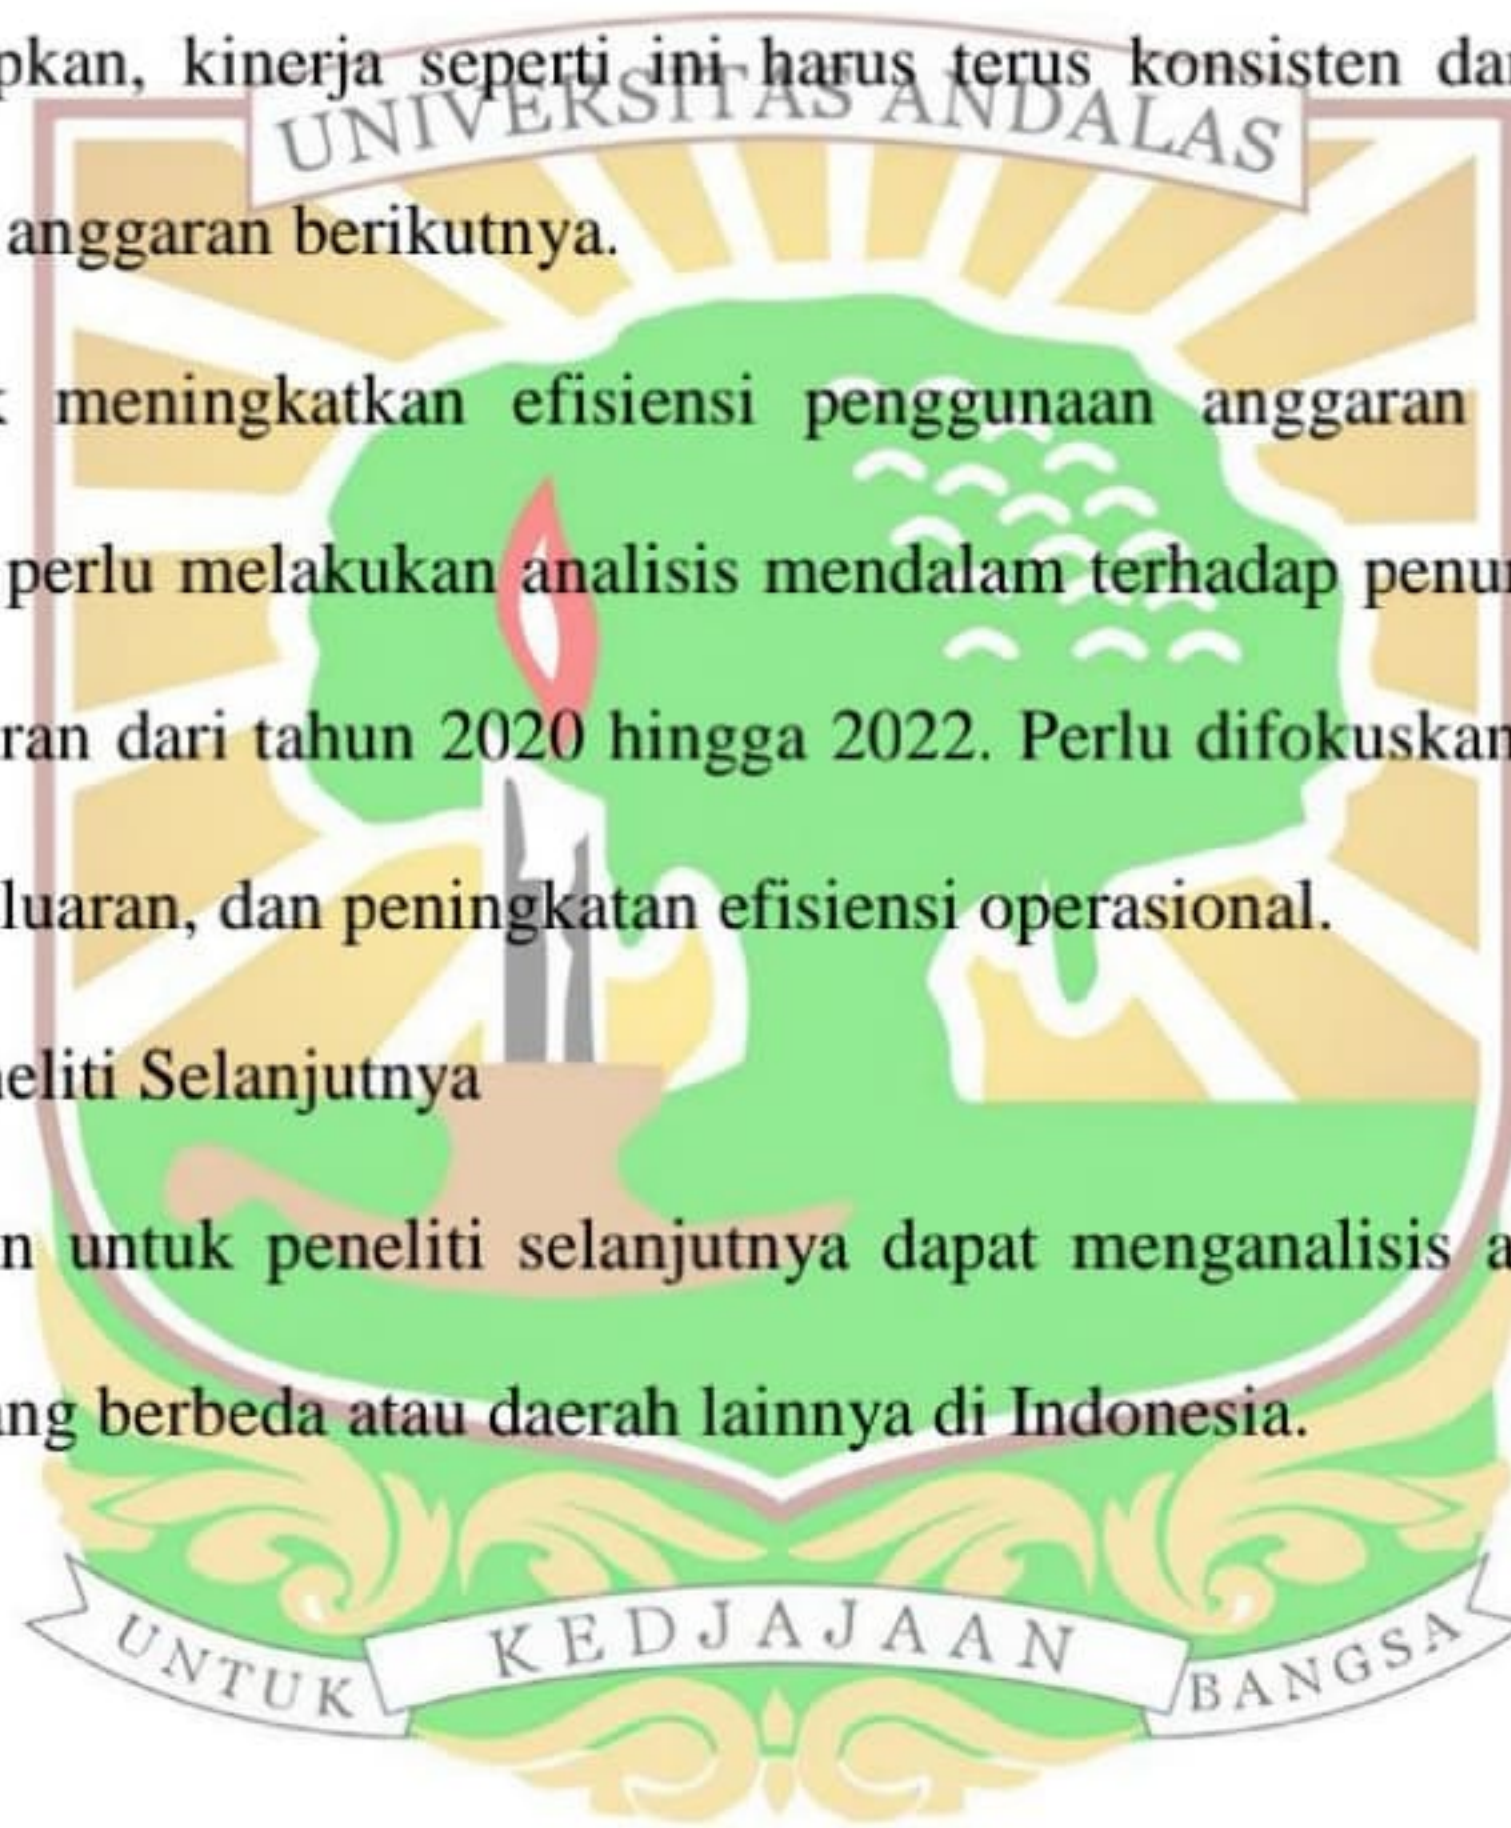 pkan, kinerja seperti ini harus terus konsisten dan
UNIVERSITAS ANDALAS
anggaran berikutnya.
meningkatkan efisiensi penggunaan anggaran
perlu melakukan analisis mendalam terhadap penu
ran dari tahun 2020 hingga 2022. Perlu difokuskan
luaran, dan peningkatan efisiensi operasional.
eliti Selanjutnya
n untuk peneliti selanjutnya dapat menganalisis a
ang berbeda atau daerah lainnya di Indonesia.
UNTUK KEDJAJAAN BANGSA